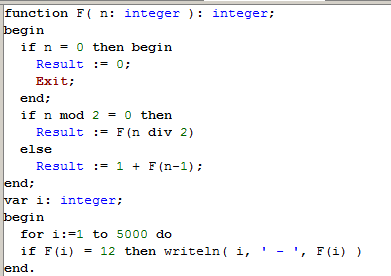 function F( n: integer ): integer;
begin
  if n = 0 then begin
    Result := 0;
    Exit;
  end;
  if n mod 2 = 0 then
    Result := F(n div 2)
  else
    Result := 1 + F(n-1);
end;
var i: integer;
begin
  for i:=1 to 5000 do
  if F(i) = 12 then writeln( i, ' - ', F(i) )
end.